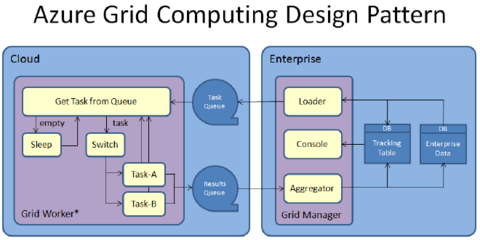 Azure Grid Computing Design Pattern
Cloud
Enterprise
Get Task from Queue
empty
task
Sleep
Switch
Task-A
Task-B
Grid Worker*
Task
Queue
Results
Queue
Loader
Console
Aggregator
Grid Manager
DB
Tracking
Table
DB
Enterprise
Data